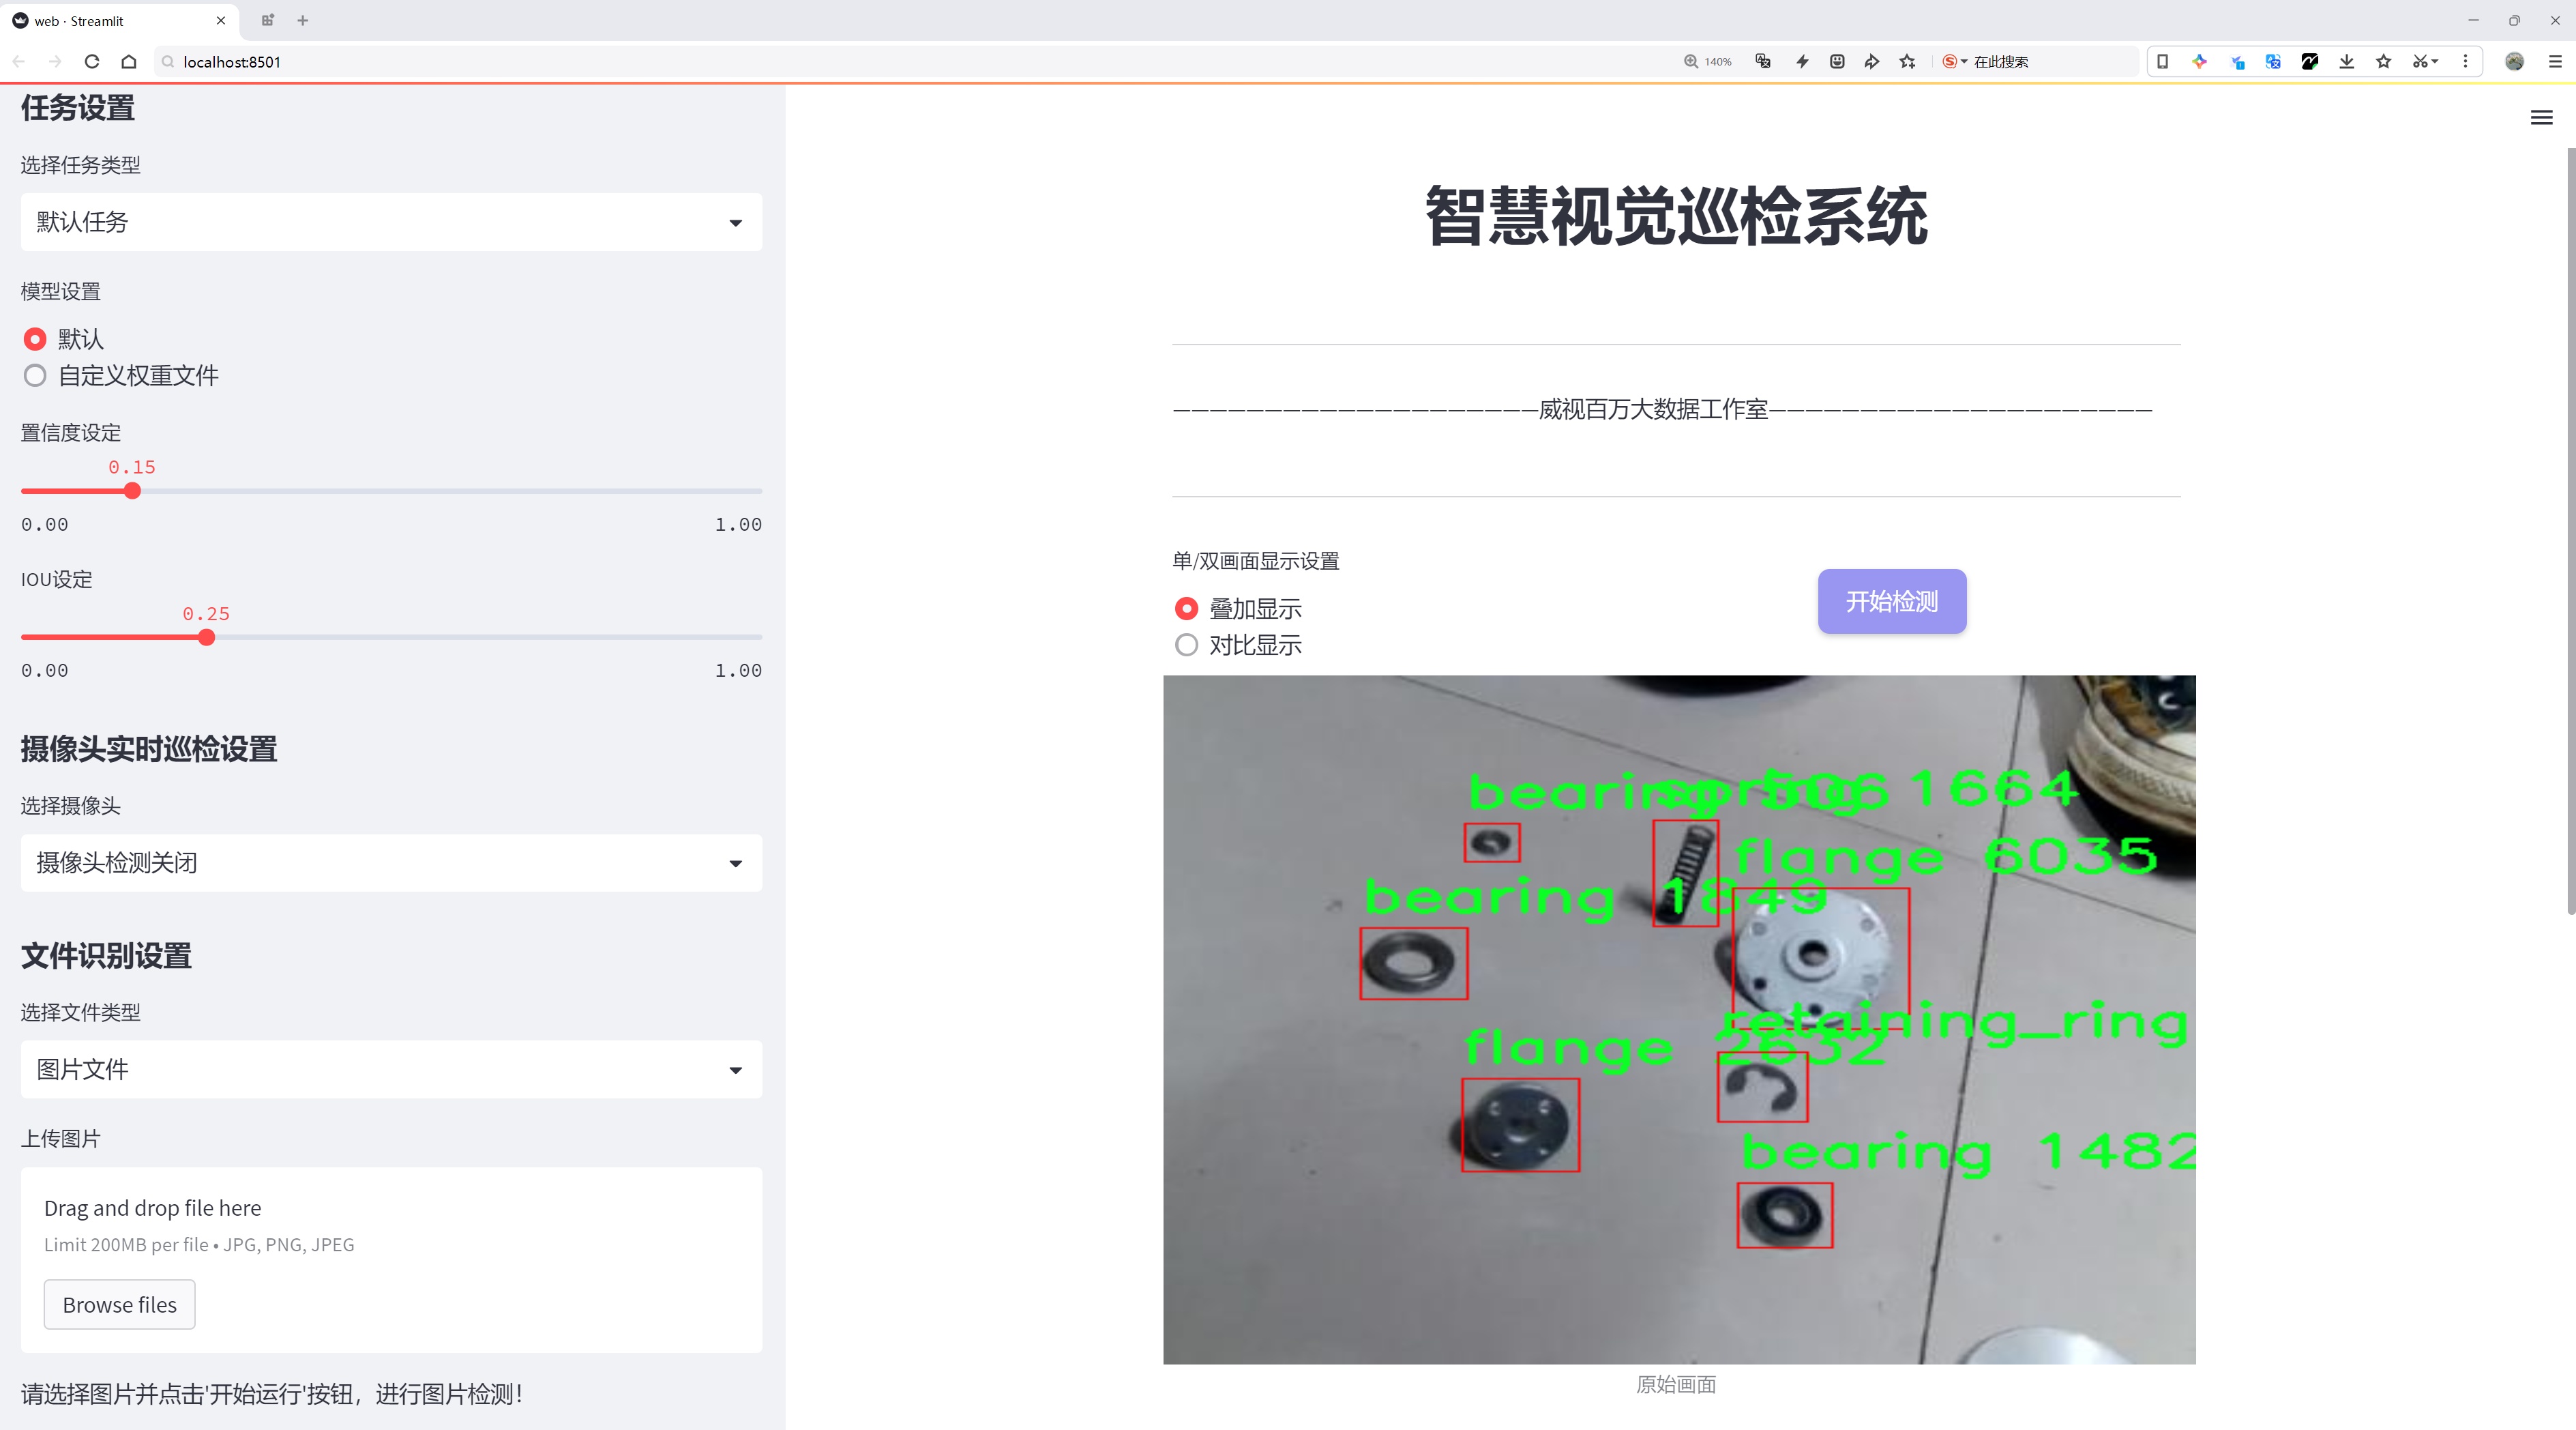 web · Streamlit
localhost:8501
140%
在此搜索
任务设置
选择任务类型
默认任务
模型设置
默认
自定义权重文件
置信度设定
0.15
0.00 1.00
IOU设定
0.25
0.00 1.00
摄像头实时巡检设置
选择摄像头
摄像头检测关闭
文件识别设置
选择文件类型
图片文件
上传图片
Drag and drop file here
Limit 200MB per file • JPG, PNG, JPEG
Browse files
请选择图片并点击'开始运行'按钮，进行图片检测！
智慧视觉巡检系统
————————————————————威视百万大数据工作室—————————————————————
单/双画面显示设置
叠加显示
对比显示
开始检测
bearing 506
spring 1664
flange 6035
bearing 1849
retaining_ring
flange 2632
bearing 1482
原始画面